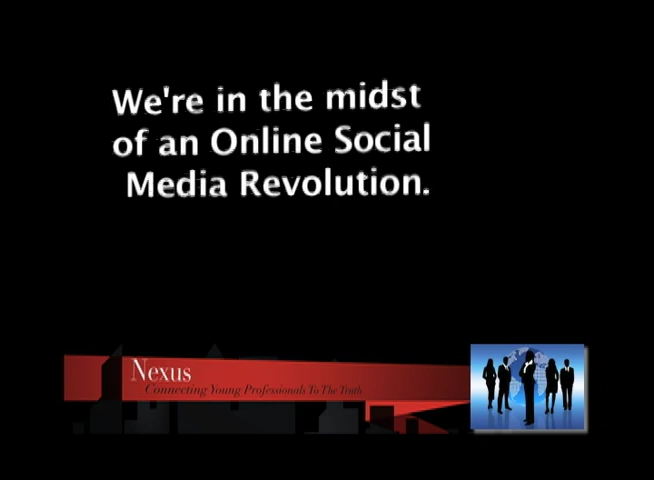 We're in the midst
of an Online Social
Media Revolution.
Nexus
Connecting Young Professionals To The Truth